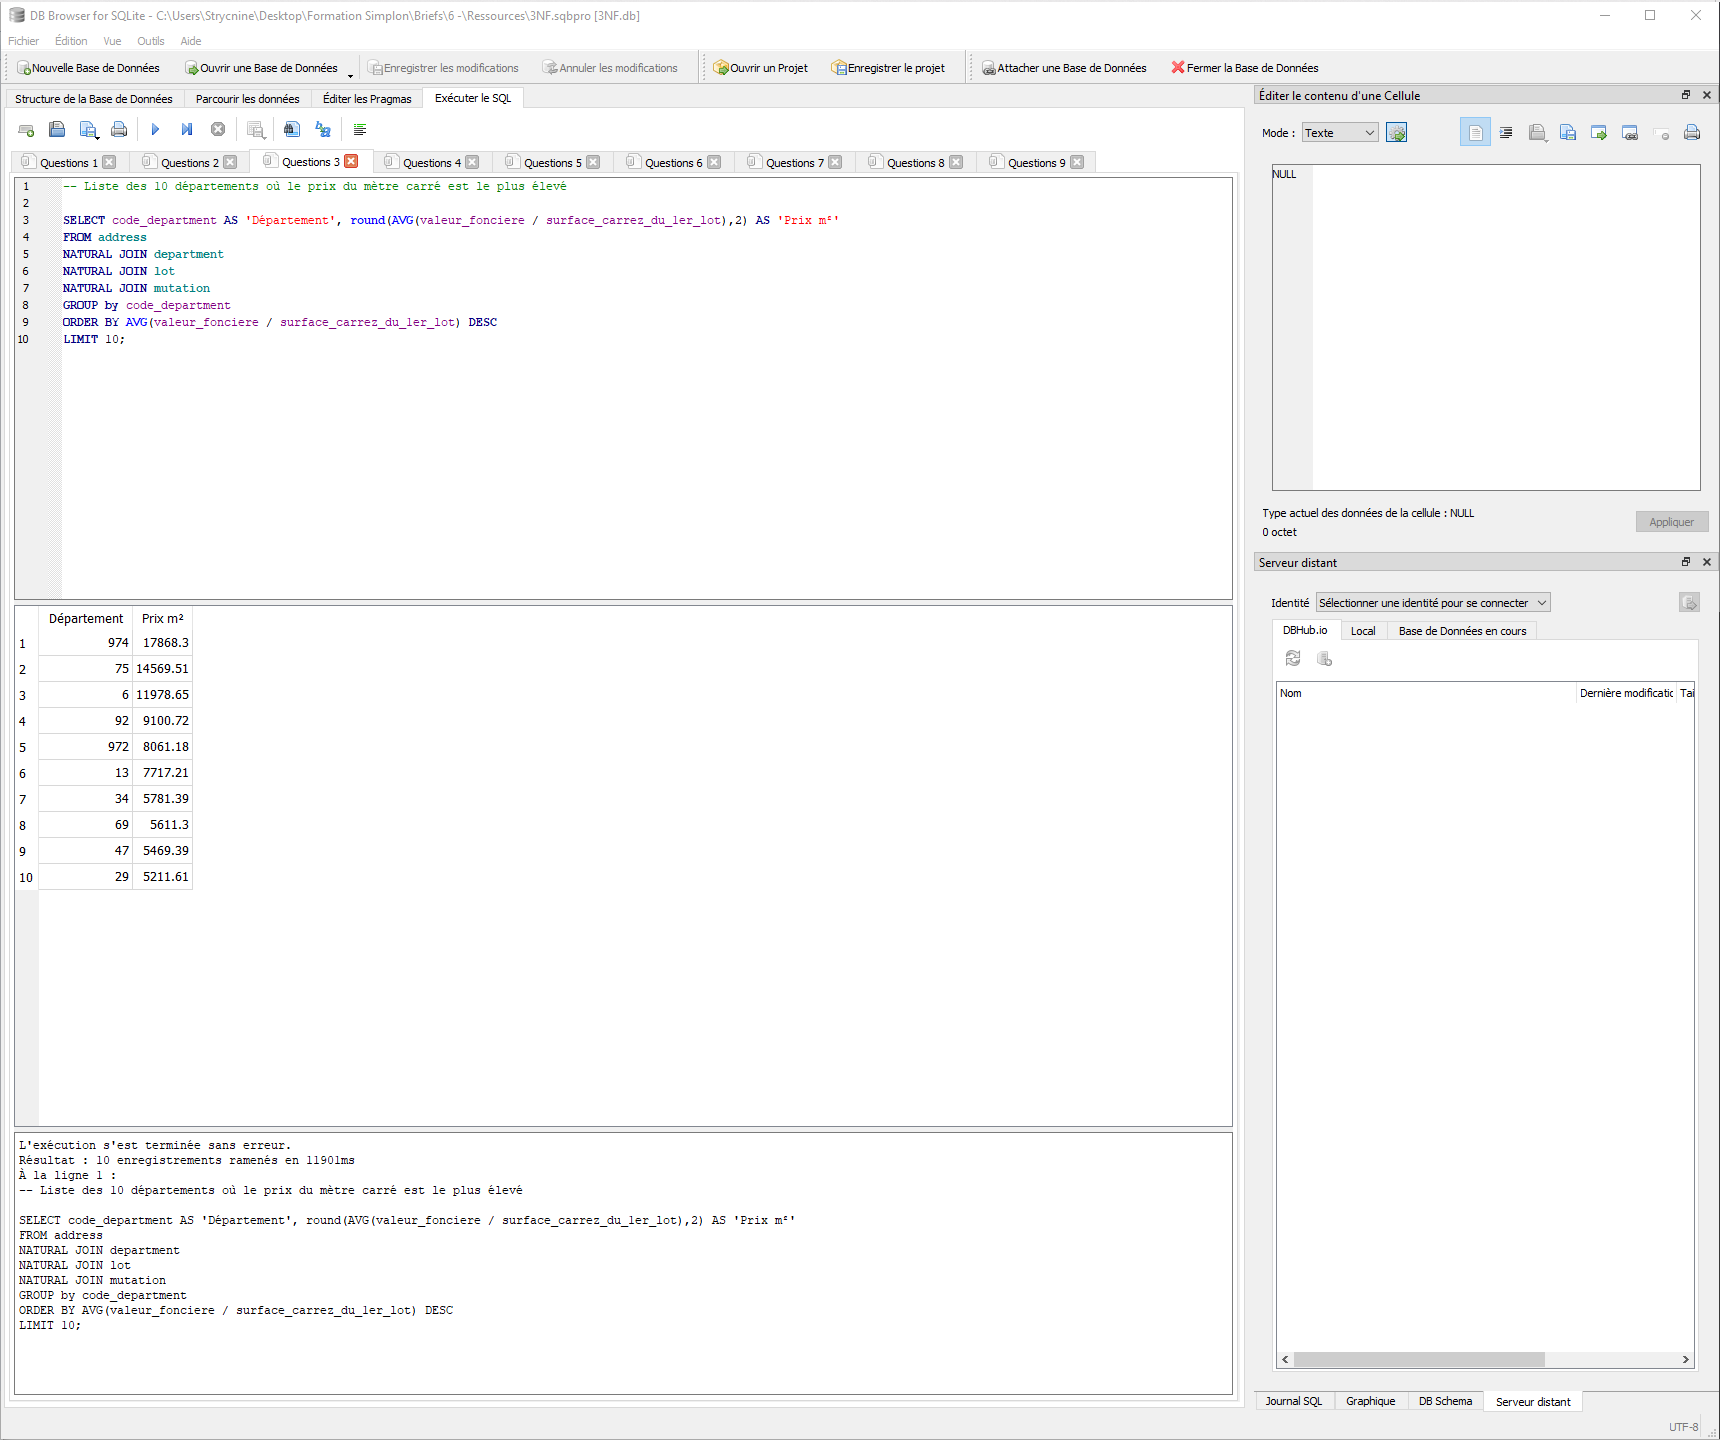 DB Browser for SQLite - C:\Users\Strycnine\Desktop\Formation Simplon\Briefs\6 -\Ressources\3NF.sqbpro [3NF.db]
Fichier Édition Vue Outils Aide
Nouvelle Base de Données Ouvrir une Base de Données Enregistrer les modifications Annuler les modifications Ouvrir un Projet Enregistrer le projet Attacher une Base de Données Fermer la Base de Données
Structure de la Base de Données Parcourir les données Éditer les Pragmas Exécuter le SQL
Questions 1 Questions 2 Questions 3 Questions 4 Questions 5 Questions 6 Questions 7 Questions 8 Questions 9
1 -- Liste des 10 départements où le prix du mètre carré est le plus élevé
2
3 SELECT code_department AS 'Département', round(AVG(valeur_fonciere / surface_carrez_du_1er_lot),2) AS 'Prix m²'
4 FROM address
5 NATURAL JOIN department
6 NATURAL JOIN lot
7 NATURAL JOIN mutation
8 GROUP by code_department
9 ORDER BY AVG(valeur_fonciere / surface_carrez_du_1er_lot) DESC
10 LIMIT 10;
Département Prix m²
1 974 17868.3
2 75 14569.51
3 6 11978.65
4 92 9100.72
5 972 8061.18
6 13 7717.21
7 34 5781.39
8 69 5611.3
9 47 5469.39
10 29 5211.61
L'exécution s'est terminée sans erreur.
Résultat : 10 enregistrements ramenés en 11901ms
À la ligne 1 :
-- Liste des 10 départements où le prix du mètre carré est le plus élevé
SELECT code_department AS 'Département', round(AVG(valeur_fonciere / surface_carrez_du_1er_lot),2) AS 'Prix m²'
FROM address
NATURAL JOIN department
NATURAL JOIN lot
NATURAL JOIN mutation
GROUP by code_department
ORDER BY AVG(valeur_fonciere / surface_carrez_du_1er_lot) DESC
LIMIT 10;
Éditer le contenu d'une Cellule
Mode : Texte
NULL
Type actuel des données de la cellule : NULL
0 octet
Appliquer
Serveur distant
Identité Sélectionner une identité pour se connecter
DBHub.io Local Base de Données en cours
Nom Dernière modificatic Tai
Journal SQL Graphique DB Schema Serveur distant
UTF-8